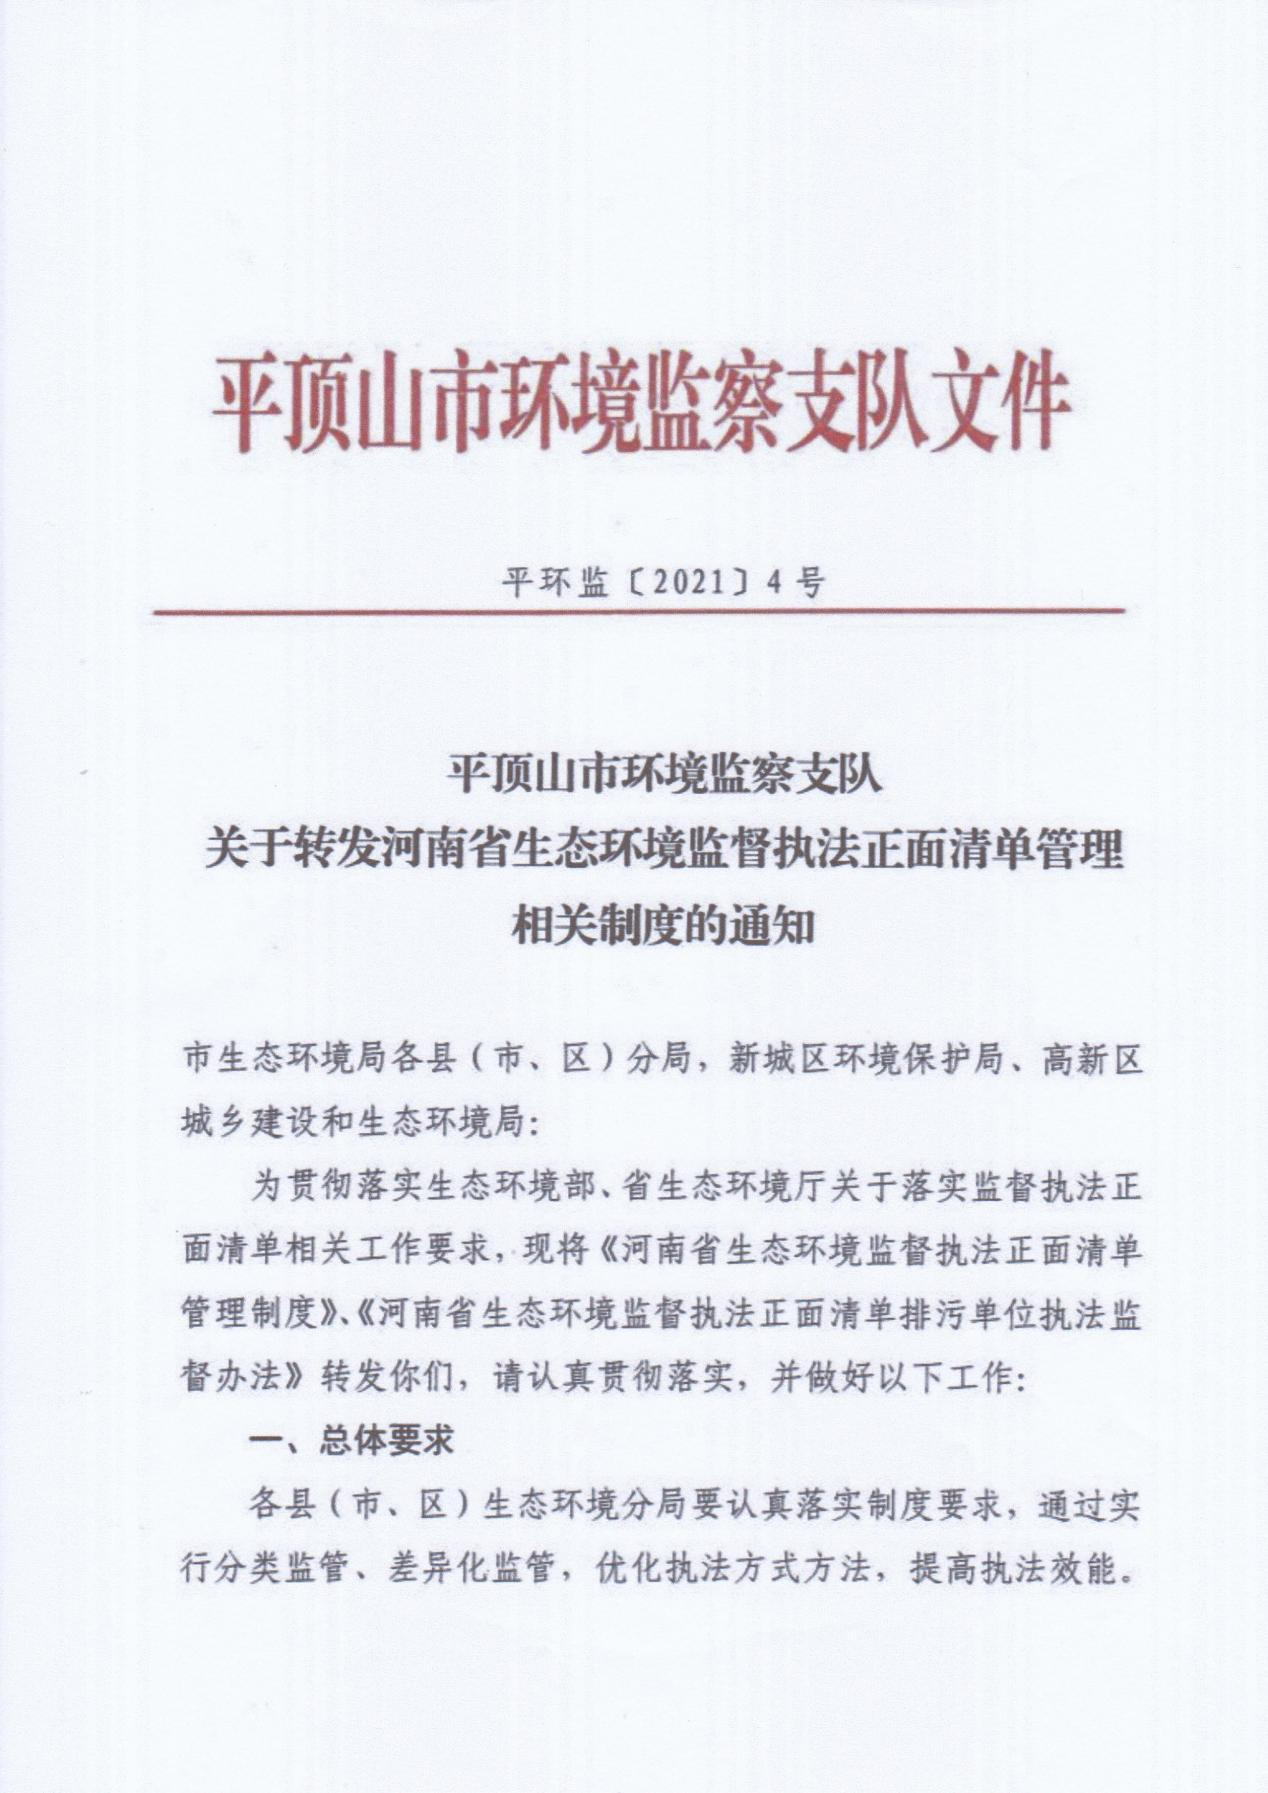 平顶山市环境监察支队文件
平环监〔2021〕4号
平顶山市环境监察支队
关于转发河南省生态环境监督执法正面清单管理
相关制度的通知
市生态环境局各县（市、区）分局，新城区环境保护局、高新区
城乡建设和生态环境局：
为贯彻落实生态环境部、省生态环境厅关于落实监督执法正
面清单相关工作要求，现将《河南省生态环境监督执法正面清单
管理制度》、《河南省生态环境监督执法正面清单排污单位执法监
督办法》转发你们，请认真贯彻落实，并做好以下工作：
一、总体要求
各县（市、区）生态环境分局要认真落实制度要求，通过实
行分类监管、差异化监管，优化执法方式方法，提高执法效能。